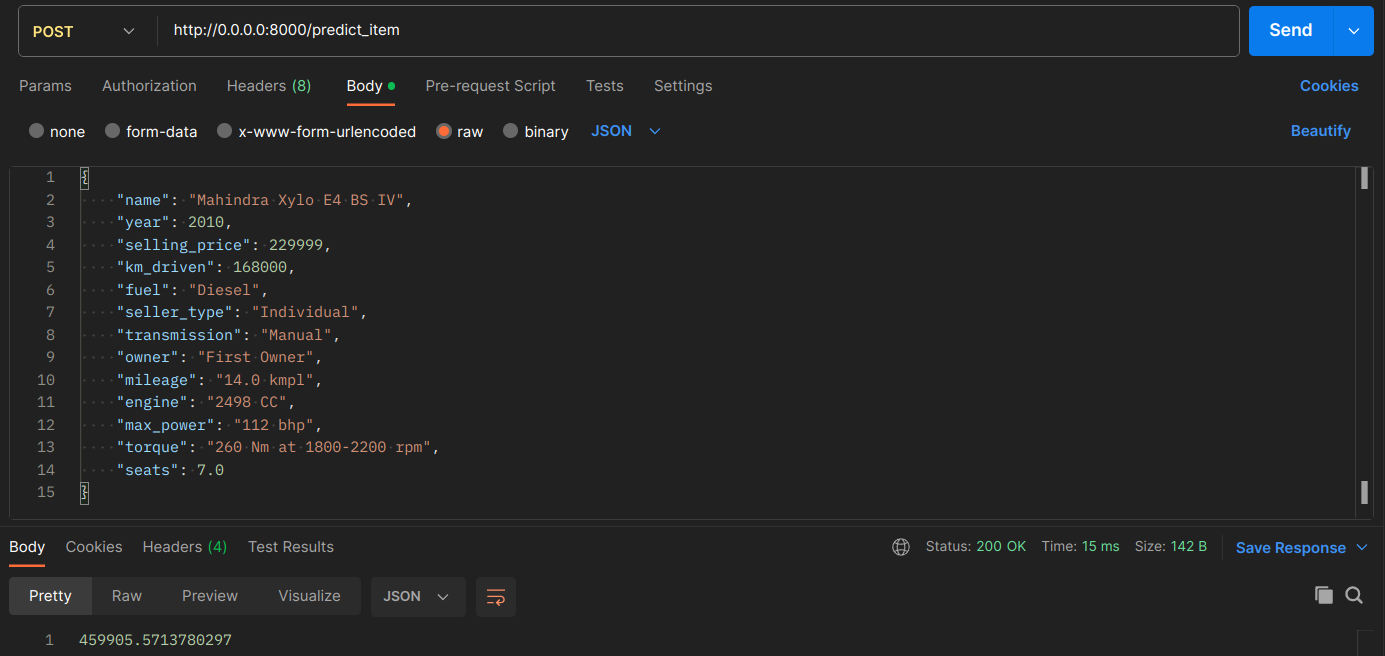 POST http://0.0.0.0:8000/predict_item Send
Params Authorization Headers (8) Body Pre-request Script Tests Settings Cookies
none form-data x-www-form-urlencoded raw binary JSON Beautify
1 {
2 "name": "Mahindra Xylo E4 BS IV",
3 "year": 2010,
4 "selling_price": 229999,
5 "km_driven": 168000,
6 "fuel": "Diesel",
7 "seller_type": "Individual",
8 "transmission": "Manual",
9 "owner": "First Owner",
10 "mileage": "14.0 kmpl",
11 "engine": "2498 CC",
12 "max_power": "112 bhp",
13 "torque": "260 Nm at 1800-2200 rpm",
14 "seats": 7.0
15 }
Body Cookies Headers (4) Test Results Status: 200 OK Time: 15 ms Size: 142 B Save Response
Pretty Raw Preview Visualize JSON
1 459905.5713780297